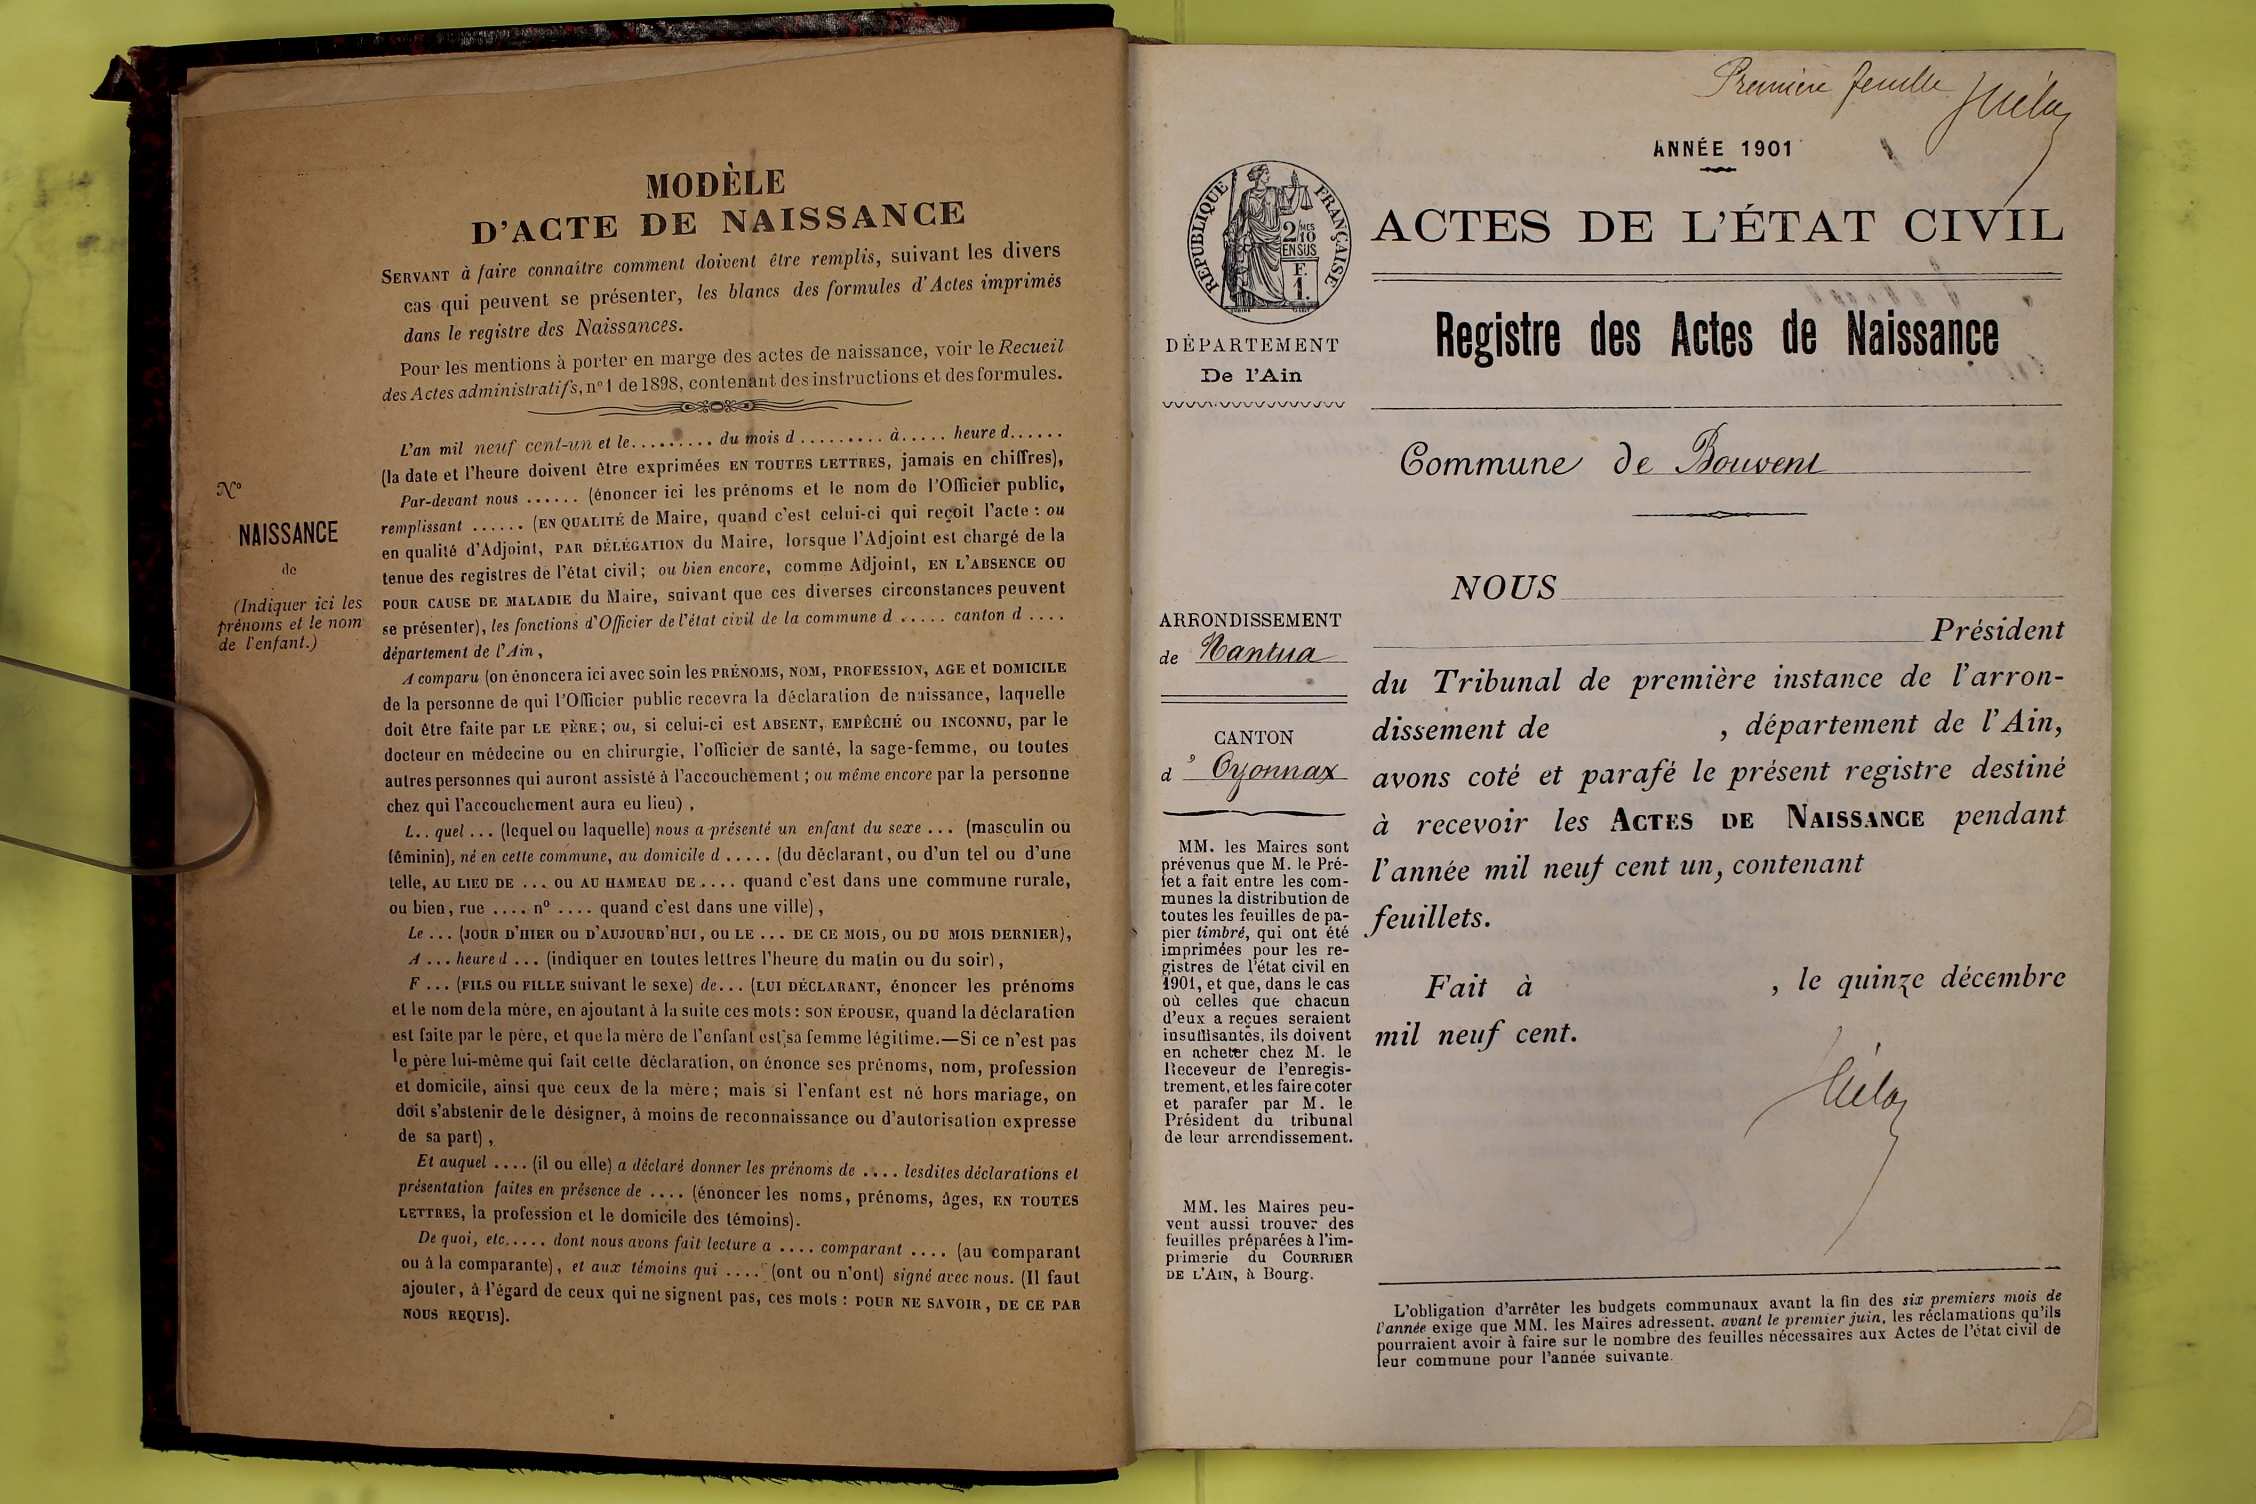 MODÈLE
D'ACTE DE NAISSANCE
SERVANT à faire connaître comment doivent être remplis, suivant les divers
cas qui peuvent se présenter, les blancs des formules d'Actes imprimés
dans le registre des Naissances.
Pour les mentions à porter en marge des actes de naissance, voir le Recueil
des Actes administratifs, n° 1 de 1898, contenant des instructions et des formules.
L'an mil neuf cent-un et le......... du mois d ......... à..... heure d......
(la date et l'heure doivent être exprimées EN TOUTES LETTRES, jamais en chiffres),
Par-devant nous ...... (énoncer ici les prénoms et le nom de l'Officier public,
remplissant ...... (EN QUALITÉ de Maire, quand c'est celui-ci qui reçoit l'acte : ou
en qualité d'Adjoint, PAR DÉLÉGATION du Maire, lorsque l'Adjoint est chargé de la
tenue des registres de l'état civil; ou bien encore, comme Adjoint, EN L'ABSENCE OU
POUR CAUSE DE MALADIE du Maire, suivant que ces diverses circonstances peuvent
se présenter), les fonctions d'Officier de l'état civil de la commune d ..... canton d ....
département de l'Ain,
A comparu (on énoncera ici avec soin les PRÉNOMS, NOM, PROFESSION, AGE et DOMICILE
de la personne de qui l'Officier public recevra la déclaration de naissance, laquelle
doit être faite par LE PÈRE; ou, si celui-ci est ABSENT, EMPÊCHÉ ou INCONNU, par le
docteur en médecine ou en chirurgie, l'officier de santé, la sage-femme, ou toutes
autres personnes qui auront assisté à l'accouchement; ou même encore par la personne
chez qui l'accouchement aura eu lieu),
L.. quel ... (lequel ou laquelle) nous a présenté un enfant du sexe ... (masculin ou
féminin), né en cette commune, au domicile d ..... (du déclarant, ou d'un tel ou d'une
telle, AU LIEU DE ... OU AU HAMEAU DE .... quand c'est dans une commune rurale,
ou bien, rue .... n° .... quand c'est dans une ville),
Le ... (JOUR D'HIER OU D'AUJOURD'HUI, OU LE ... DE CE MOIS, OU DU MOIS DERNIER),
A ... heure d ... (indiquer en toutes lettres l'heure du matin ou du soir),
F ... (FILS OU FILLE suivant le sexe) de... (LUI DÉCLARANT, énoncer les prénoms
et le nom de la mère, en ajoutant à la suite ces mots : SON ÉPOUSE, quand la déclaration
est faite par le père, et que la mère de l'enfant est sa femme légitime.—Si ce n'est pas
le père lui-même qui fait cette déclaration, on énonce ses prénoms, nom, profession
et domicile, ainsi que ceux de la mère; mais si l'enfant est né hors mariage, on
doit s'abstenir de le désigner, à moins de reconnaissance ou d'autorisation expresse
de sa part),
Et auquel .... (il ou elle) a déclaré donner les prénoms de .... lesdites déclarations et
présentation faites en présence de .... (énoncer les noms, prénoms, âges, EN TOUTES
LETTRES, la profession et le domicile des témoins).
De quoi, etc..... dont nous avons fait lecture a .... comparant .... (au comparant
ou à la comparante), et aux témoins qui .... (ont ou n'ont) signé avec nous. (Il faut
ajouter, à l'égard de ceux qui ne signent pas, ces mots : POUR NE SAVOIR, DE CE PAR
NOUS REQUIS).
N°
NAISSANCE
de
(Indiquer ici les
prénoms et le nom
de l'enfant.)
Première feuille
ANNÉE 1901
ACTES DE L'ÉTAT CIVIL
Registre des Actes de Naissance
Commune de Bouvent
RÉPUBLIQUE FRANÇAISE
2/10MES
EN SUS
F.
1.
DÉPARTEMENT
De l'Ain
ARRONDISSEMENT
de Nantua
CANTON
d' Oyonnax
MM. les Maires sont
prévenus que M. le Pré-
fet a fait entre les com-
munes la distribution de
toutes les feuilles de pa-
pier timbré, qui ont été
imprimées pour les re-
gistres de l'état civil en
1901, et que, dans le cas
où celles que chacun
d'eux a reçues seraient
insuffisantes, ils doivent
en acheter chez M. le
Receveur de l'enregis-
trement, et les faire coter
et parafer par M. le
Président du tribunal
de leur arrondissement.
MM. les Maires peu-
vent aussi trouver des
feuilles préparées à l'im-
primerie du COURRIER
DE L'AIN, à Bourg.
NOUS
Président
du Tribunal de première instance de l'arron-
dissement de , département de l'Ain,
avons coté et parafé le présent registre destiné
à recevoir les ACTES DE NAISSANCE pendant
l'année mil neuf cent un, contenant
feuillets.
Fait à , le quinze décembre
mil neuf cent.
L'obligation d'arrêter les budgets communaux avant la fin des six premiers mois de
l'année exige que MM. les Maires adressent, avant le premier juin, les réclamations qu'ils
pourraient avoir à faire sur le nombre des feuilles nécessaires aux Actes de l'état civil de
leur commune pour l'année suivante.